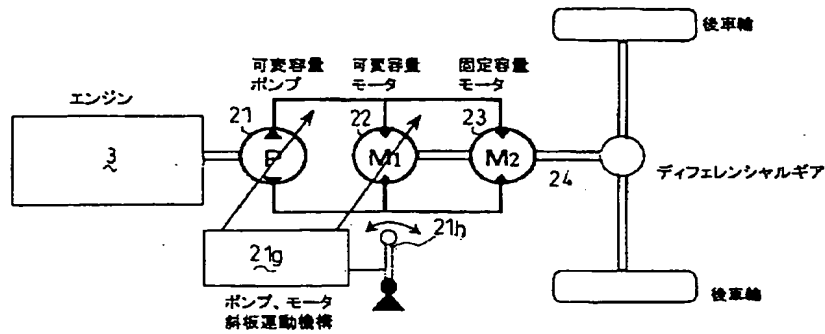 後車輪
可変容量
ポンプ
可変容量
モータ
固定容量
モータ
エンジン
21
22
23
3
P
M1
M2
24
ディフェレンシャルギア
21h
21g
ポンプ、モータ
斜板運動機構
後車輪